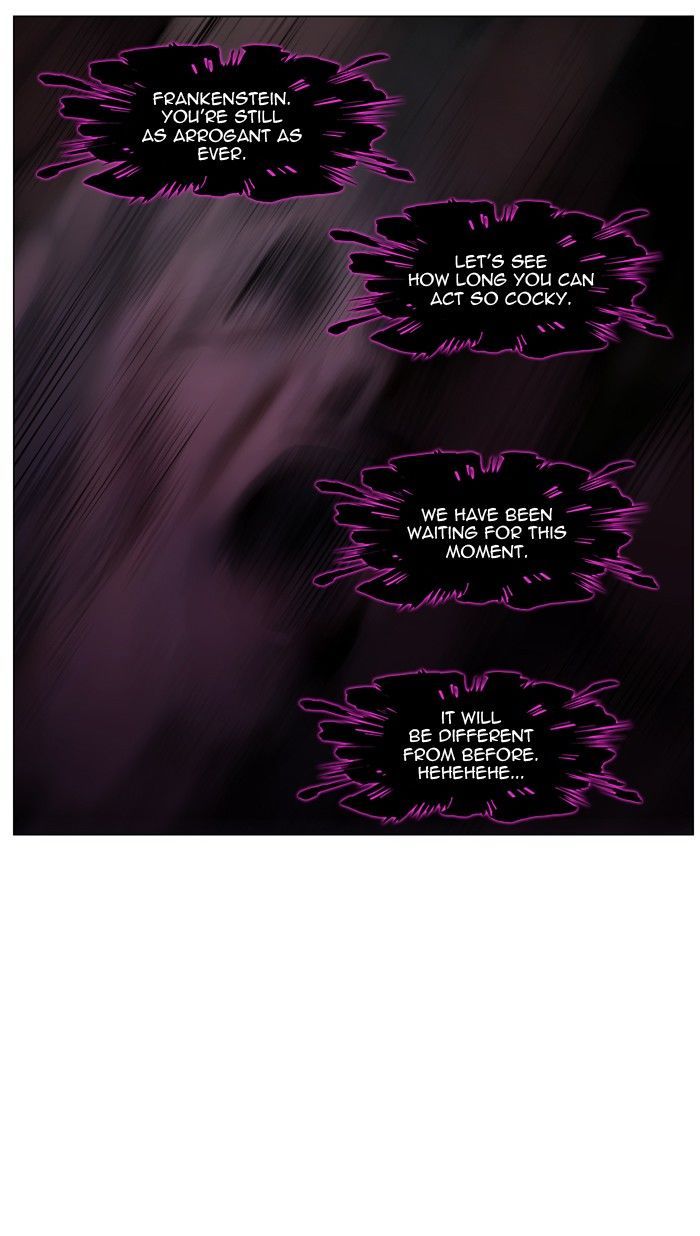 FRANKENSTEIN.
YOU'RE STILL
AS ARROGANT AS
EVER.
LET'S SEE
HOW LONG YOU CAN
ACT SO COCKY.
WE HAVE BEEN
WAITING FOR THIS
MOMENT.
IT WILL
BE DIFFERENT
FROM BEFORE.
HEHEHEHE...